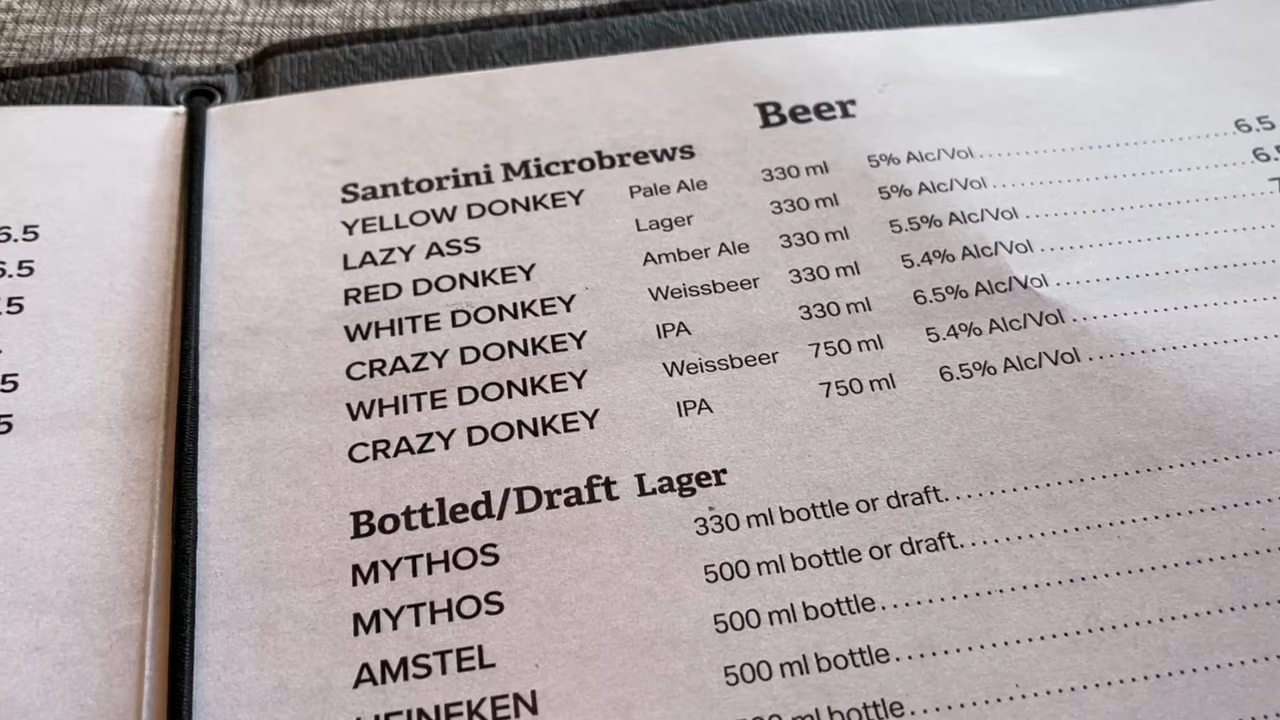 6.5
6.5
.5
5
5
Beer
Santorini Microbrews
YELLOW DONKEY Pale Ale 330 ml 5% Alc/Vol 6.5
LAZY ASS Lager 330 ml 5% Alc/Vol 6.
RED DONKEY Amber Ale 330 ml 5.5% Alc/Vol
WHITE DONKEY Weissbeer 330 ml 5.4% Alc/Vol
CRAZY DONKEY IPA 330 ml 6.5% Alc/Vol
WHITE DONKEY Weissbeer 750 ml 5.4% Alc/Vol
CRAZY DONKEY IPA 750 ml 6.5% Alc/Vol
Bottled/Draft Lager
MYTHOS 330 ml bottle or draft
MYTHOS 500 ml bottle or draft
AMSTEL 500 ml bottle
HEINEKEN 500 ml bottle
ml bottle